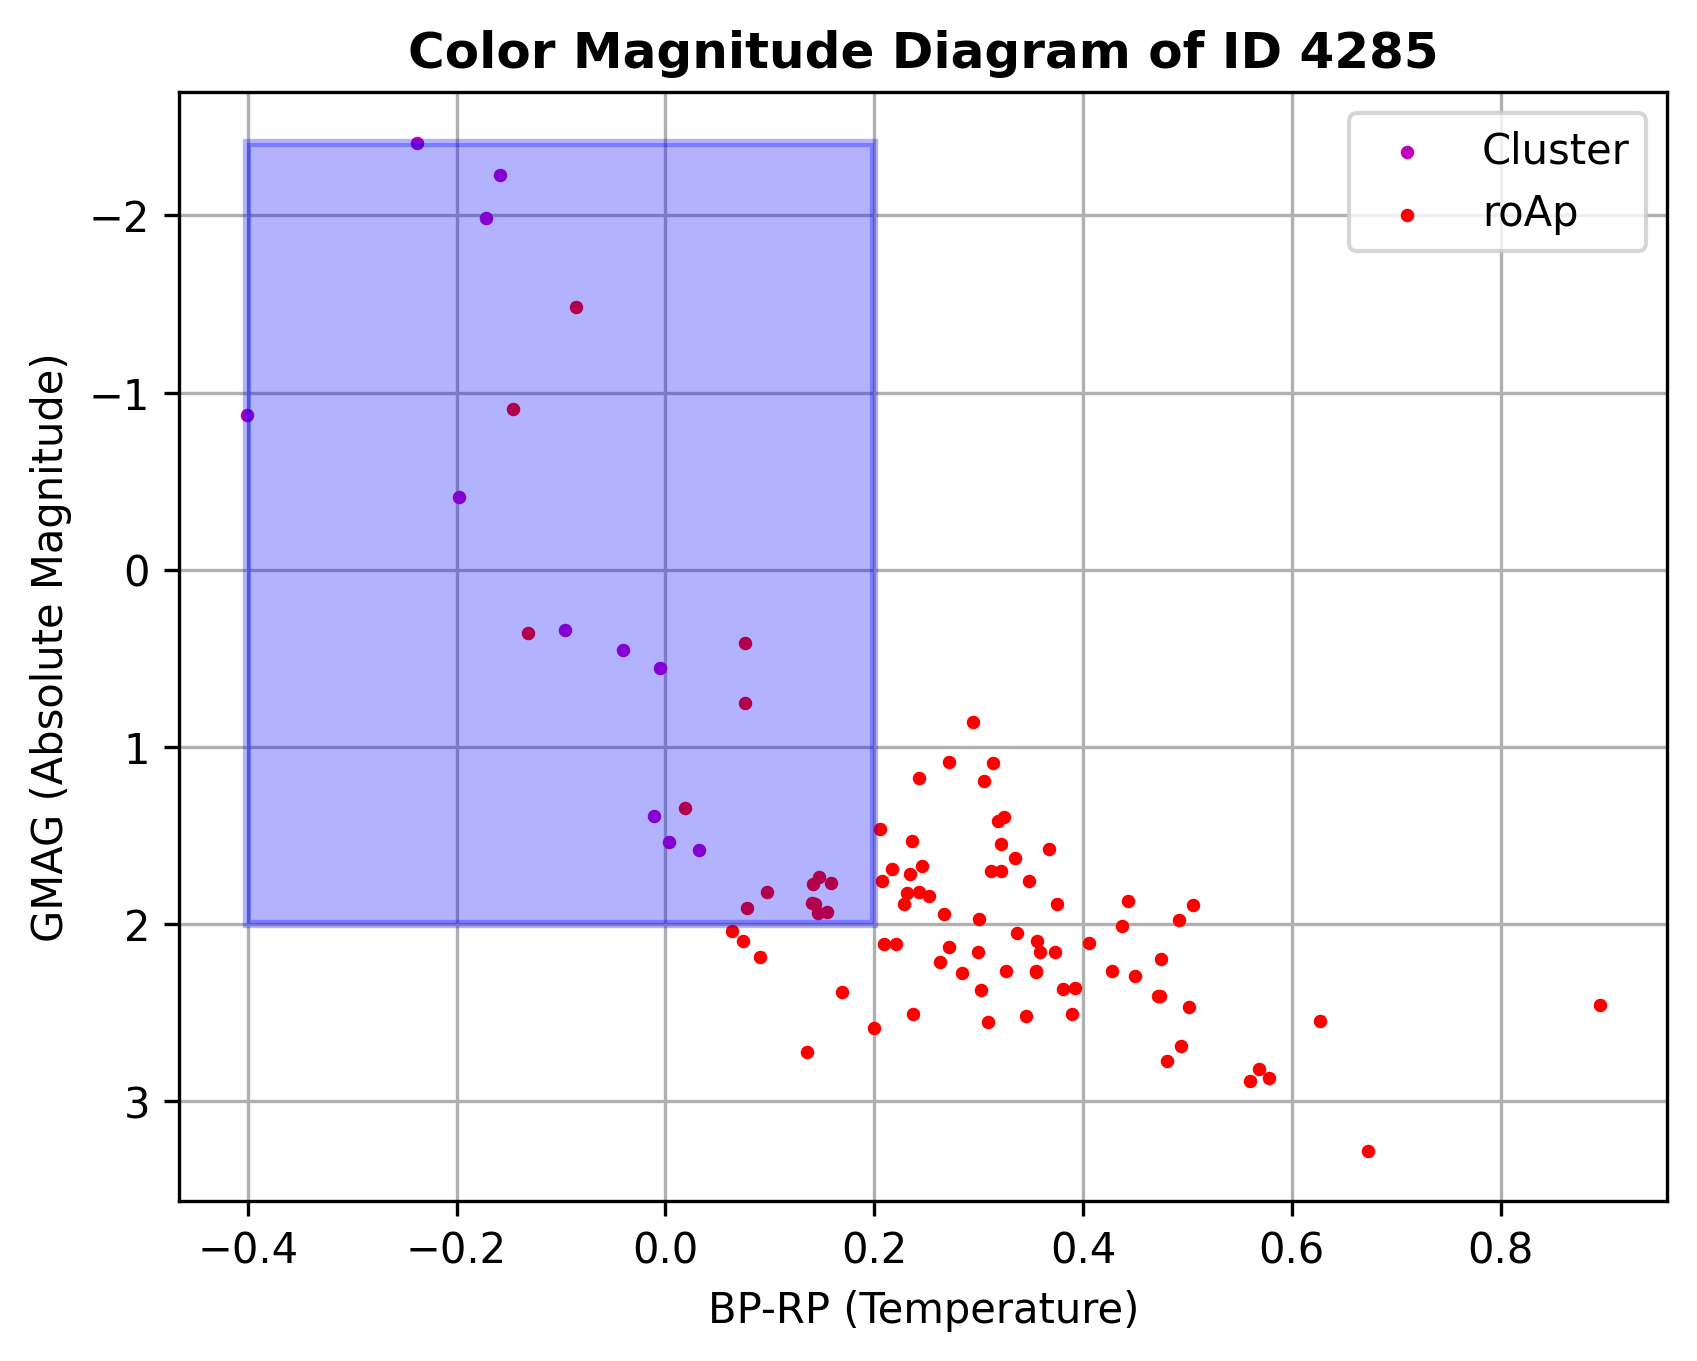 Color Magnitude Diagram of ID 4285
Cluster
roAp
GMAG (Absolute Magnitude)
−2
−1
0
1
2
3
−0.4 −0.2 0.0 0.2 0.4 0.6 0.8
BP-RP (Temperature)